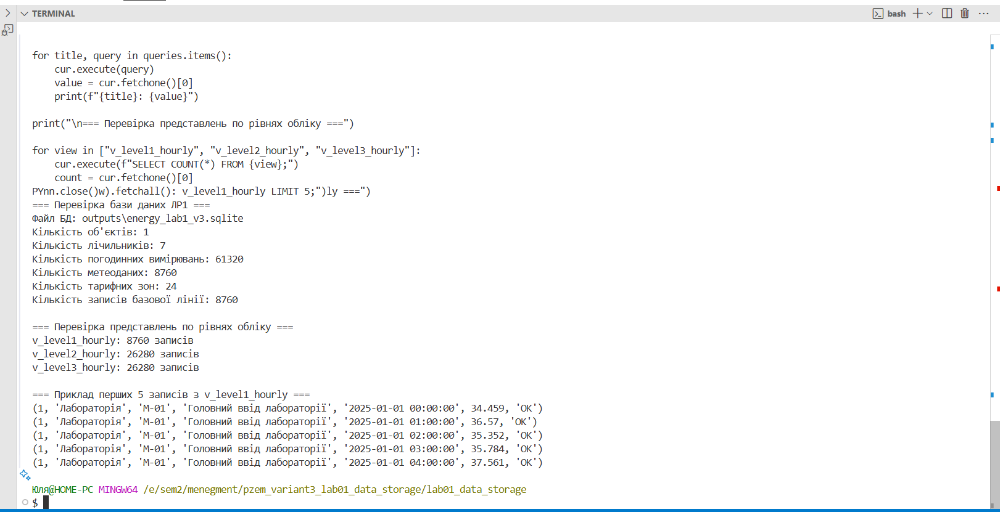 TERMINAL
bash
for title, query in queries.items():
    cur.execute(query)
    value = cur.fetchone()[0]
    print(f"{title}: {value}")
print("\n=== Перевірка представлень по рівнях обліку ===")
for view in ["v_level1_hourly", "v_level2_hourly", "v_level3_hourly"]:
    cur.execute(f"SELECT COUNT(*) FROM {view};")
    count = cur.fetchone()[0]
PYnn.close()w).fetchall(): v_level1_hourly LIMIT 5;")ly ===")
=== Перевірка бази даних ЛР1 ===
Файл БД: outputs\energy_lab1_v3.sqlite
Кількість об'єктів: 1
Кількість лічильників: 7
Кількість погодинних вимірювань: 61320
Кількість метеоданих: 8760
Кількість тарифних зон: 24
Кількість записів базової лінії: 8760
=== Перевірка представлень по рівнях обліку ===
v_level1_hourly: 8760 записів
v_level2_hourly: 26280 записів
v_level3_hourly: 26280 записів
=== Приклад перших 5 записів з v_level1_hourly ===
(1, 'Лабораторія', 'M-01', 'Головний ввід лабораторії', '2025-01-01 00:00:00', 34.459, 'OK')
(1, 'Лабораторія', 'M-01', 'Головний ввід лабораторії', '2025-01-01 01:00:00', 36.57, 'OK')
(1, 'Лабораторія', 'M-01', 'Головний ввід лабораторії', '2025-01-01 02:00:00', 35.352, 'OK')
(1, 'Лабораторія', 'M-01', 'Головний ввід лабораторії', '2025-01-01 03:00:00', 35.784, 'OK')
(1, 'Лабораторія', 'M-01', 'Головний ввід лабораторії', '2025-01-01 04:00:00', 37.561, 'OK')
Юля@HOME-PC MINGW64 /e/sem2/menegment/pzem_variant3_lab01_data_storage/lab01_data_storage
$